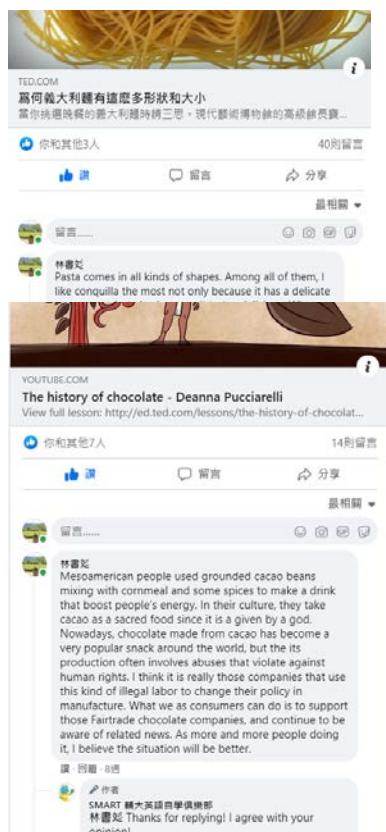 TED.COM
為何義大利麵有這麼多形狀和大小
當你挑選晚餐的義大利麵時請三思,現代藝術博物館的高級館長寶...
你和其他3人 40則留言
讚 留言 分享
最相關
留言......
林書彣
Pasta comes in all kinds of shapes. Among all of them, I
like conquilla the most not only because it has a delicate
YOUTUBE.COM
The history of chocolate - Deanna Pucciarelli
View full lesson: http://ed.ted.com/lessons/the-history-of-chocolat...
你和其他7人 14則留言
讚 留言 分享
最相關
留言......
林書彣
Mesoamerican people used grounded cacao beans
mixing with cornmeal and some spices to make a drink
that boost people's energy. In their culture, they take
cacao as a sacred food since it is a given by a god.
Nowadays, chocolate made from cacao has become a
very popular snack around the world, but the its
production often involves abuses that violate against
human rights. I think it is really those companies that use
this kind of illegal labor to change their policy in
manufacture. What we as consumers can do is to support
those Fairtrade chocolate companies, and continue to be
aware of related news. As more and more people doing
it, I believe the situation will be better.
讚 · 回覆 · 8週
作者
SMART 輔大英語自學俱樂部
林書彣 Thanks for replying! I agree with your
opinion!